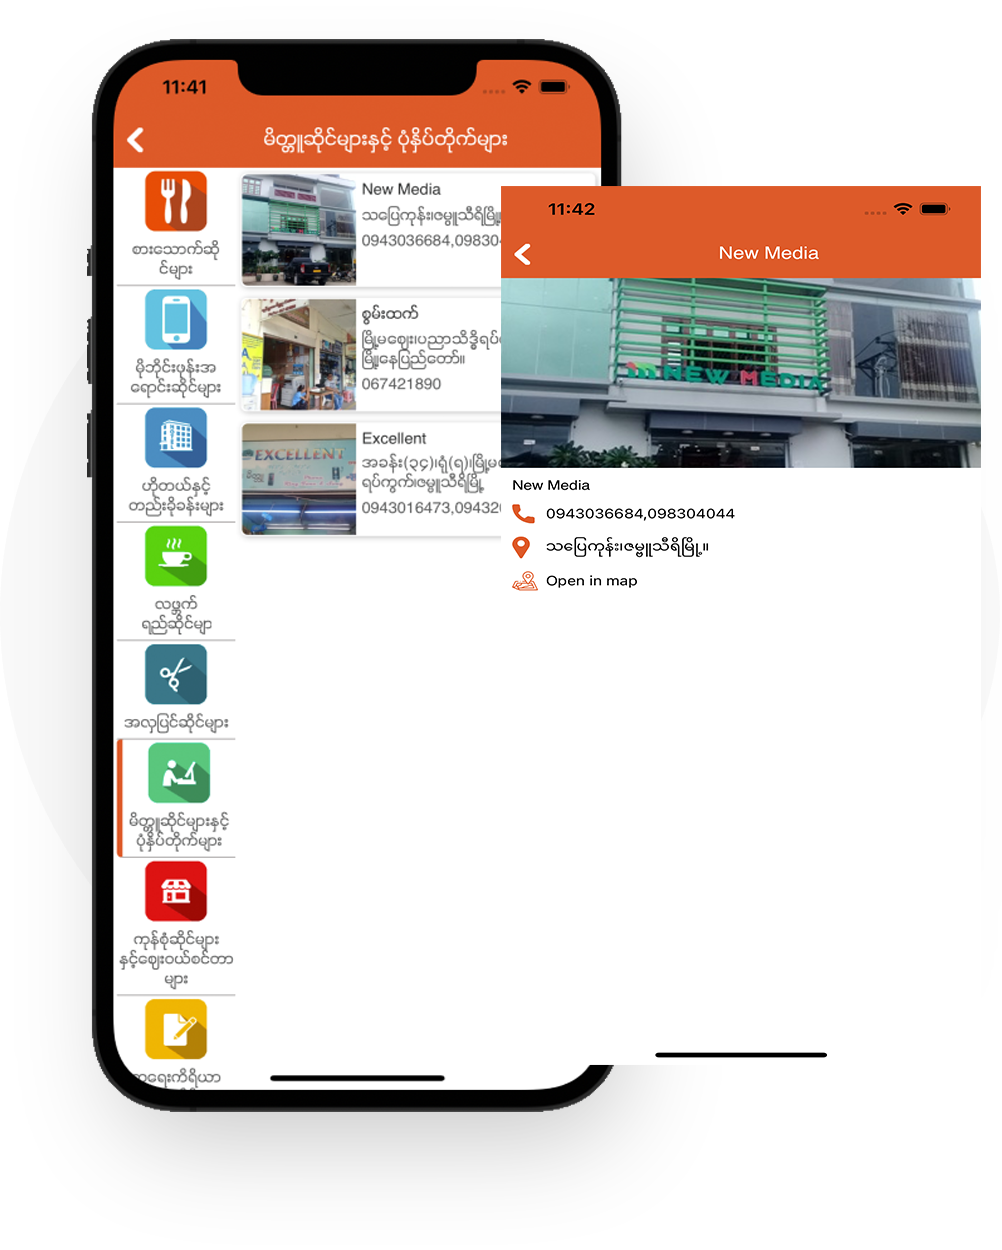 11:41
မိတ္တူဆိုင်များနှင့် ပုံနှိပ်တိုက်များ
စားသောက်ဆို
င်များ
မိုဘိုင်းဖုန်းအ
ရောင်းဆိုင်များ
ဟိုတယ်နှင့်
တည်းခိုခန်းများ
လဖ္ဘက်
ရည်ဆိုင်မျာ
အလှပြင်ဆိုင်များ
မိတ္တူဆိုင်များနှင့်
ပုံနှိပ်တိုက်များ
ကုန်စုံဆိုင်များ
နှင့်ဈေးဝယ်စင်တာ
များ
စာရေးကိရိယာ
New Media
သပြေကုန်း၊ဇမ္ဗူသီရိမြို့
0943036684,09830
စွမ်းထက်
မြို့မဈေး၊ပညာသိဒ္ဓိရပ်
မြို့နေပြည်တော်။
067421890
EXCELLENT
Excellent
အခန်း(၃၄)၊ရုံ(ရ)၊မြို့မ
ရပ်ကွက်၊ဇမ္ဗူသီရိမြို့
0943016473,09432
11:42
New Media
NEW MEDIA
New Media
0943036684,098304044
သပြေကုန်း၊ဇမ္ဗူသီရိမြို့။
Open in map